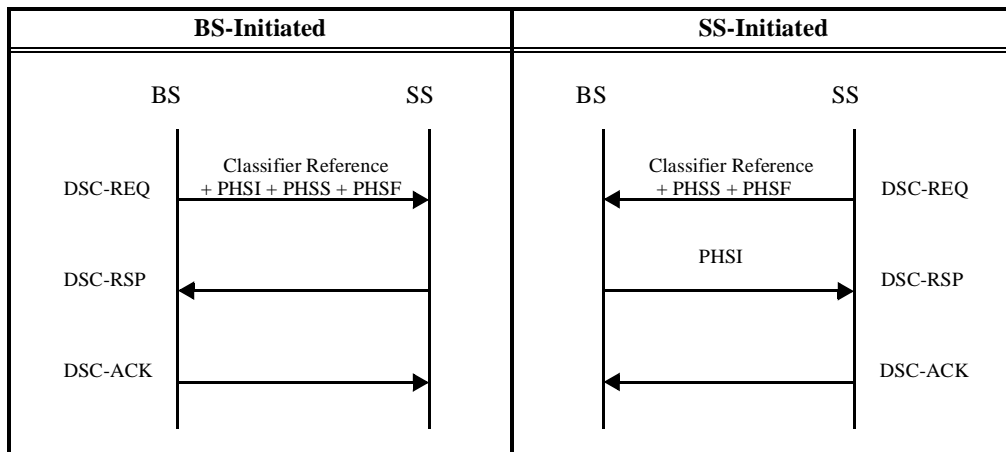 BS-Initiated
SS-Initiated
BS
SS
BS
SS
Classifier Reference
+ PHSI + PHSS + PHSF
DSC-REQ
Classifier Reference
+ PHSS + PHSF
DSC-REQ
DSC-RSP
PHSI
DSC-RSP
DSC-ACK
DSC-ACK